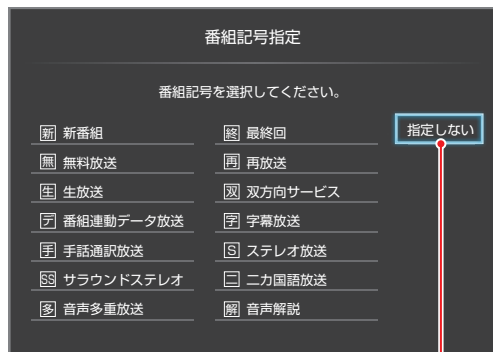 番組記号指定
番組記号を選択してください。
指定しない
新 新番組
終 最終回
無 無料放送
再 再放送
生 生放送
双 双方向サービス
デ 番組連動データ放送
字 字幕放送
手 手話通訳放送
S ステレオ放送
SS サラウンドステレオ
二 二カ国語放送
多 音声多重放送
解 音声解説